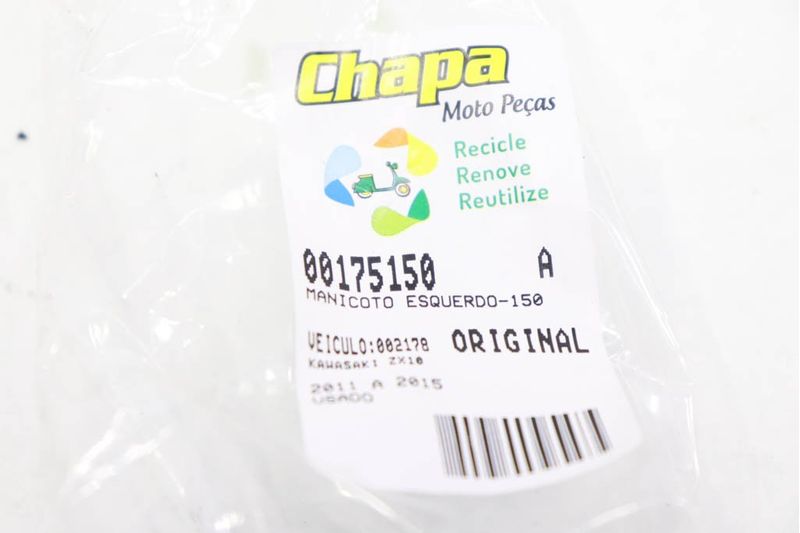 Chapa
Moto Peças
Recicle
Renove
Reutilize
00175150 A
MANICOTO ESQUERDO-150
VEICULO:002178 ORIGINAL
KAWASAKI ZX10
2011 A 2015
USADO